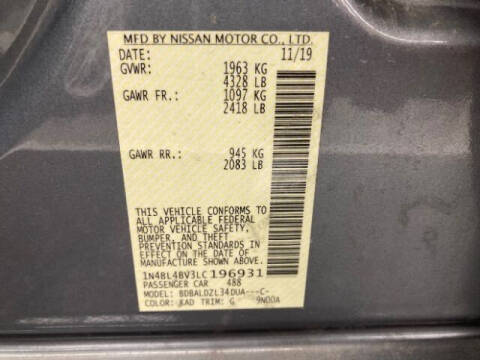 MFD BY NISSAN MOTOR CO., LTD.
DATE: 11/19
GVWR: 1963 KG
4328 LB
GAWR FR.: 1097 KG
2418 LB
GAWR RR.: 945 KG
2083 LB
THIS VEHICLE CONFORMS TO
ALL APPLICABLE FEDERAL
MOTOR VEHICLE SAFETY,
BUMPER, AND THEFT
PREVENTION STANDARDS IN
EFFECT ON THE DATE OF
MANUFACTURE SHOWN ABOVE.
1N4BL4BV3LC196931
PASSENGER CAR 488
MODEL: BDBALDZL34DUA---C-
COLOR: KAD TRIM: G 9N00A